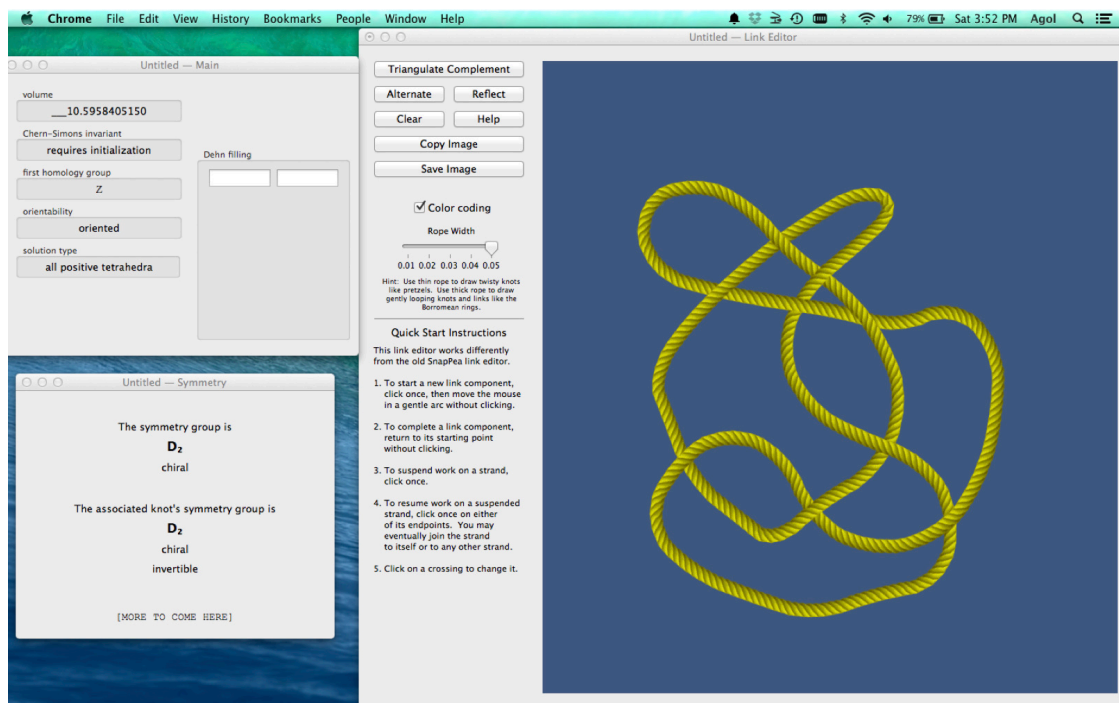 Chrome File Edit View History Bookmarks People Window Help 79% Sat 3:52 PM Agol
Untitled — Main
volume
__10.5958405150
Chern-Simons invariant
requires initialization
first homology group
Z
orientability
oriented
solution type
all positive tetrahedra
Dehn filling
Untitled — Symmetry
The symmetry group is
D₂
chiral
The associated knot's symmetry group is
D₂
chiral
invertible
[MORE TO COME HERE]
Untitled — Link Editor
Triangulate Complement
Alternate Reflect
Clear Help
Copy Image
Save Image
Color coding
Rope Width
0.01 0.02 0.03 0.04 0.05
Hint: Use thin rope to draw twisty knots
like pretzels. Use thick rope to draw
gently looping knots and links like the
Borromean rings.
Quick Start Instructions
This link editor works differently
from the old SnapPea link editor.
1. To start a new link component,
click once, then move the mouse
in a gentle arc without clicking.
2. To complete a link component,
return to its starting point
without clicking.
3. To suspend work on a strand,
click once.
4. To resume work on a suspended
strand, click once on either
of its endpoints. You may
eventually join the strand
to itself or to any other strand.
5. Click on a crossing to change it.